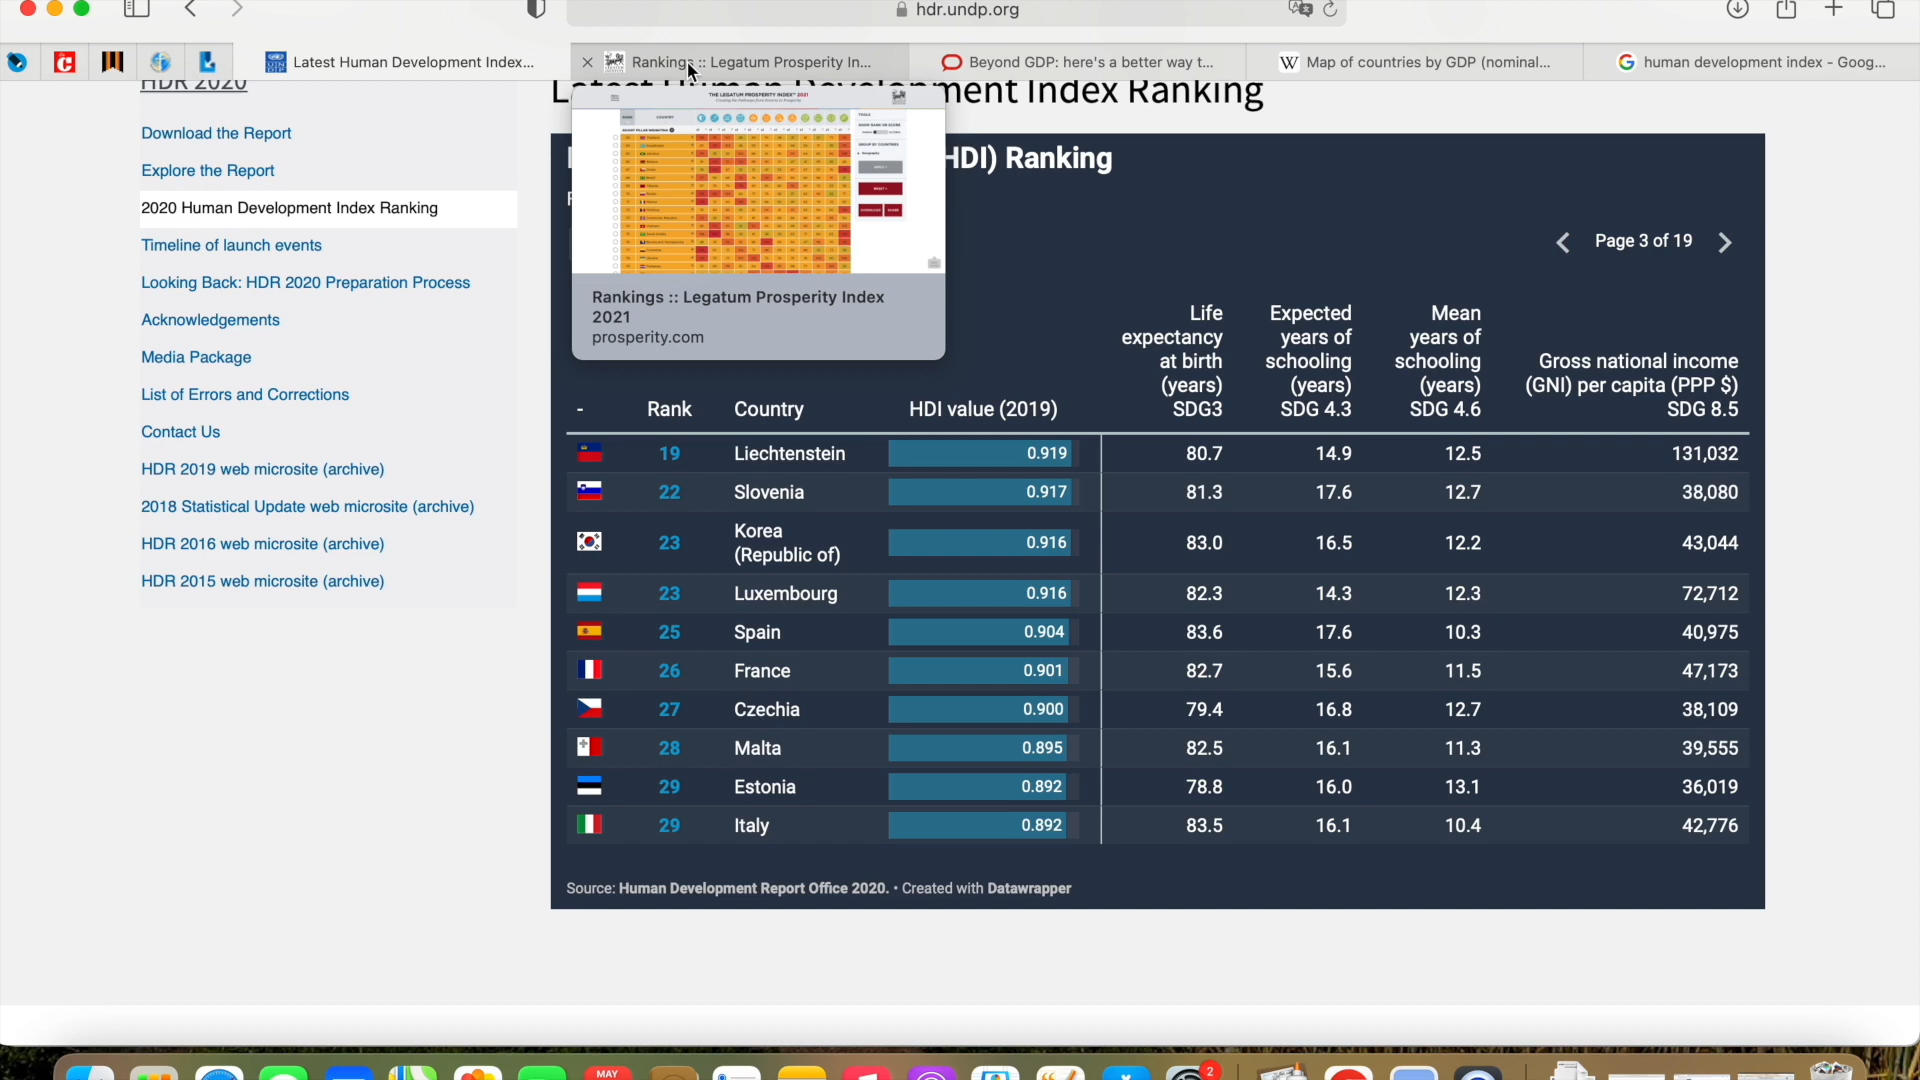 hdr.undp.org
Latest Human Development Index...
Rankings :: Legatum Prosperity In...
Beyond GDP: here's a better way t...
Map of countries by GDP (nominal...
human development index - Goog...
HDR 2020
Download the Report
Explore the Report
2020 Human Development Index Ranking
Timeline of launch events
Looking Back: HDR 2020 Preparation Process
Acknowledgements
Media Package
List of Errors and Corrections
Contact Us
HDR 2019 web microsite (archive)
2018 Statistical Update web microsite (archive)
HDR 2016 web microsite (archive)
HDR 2015 web microsite (archive)
ment Index Ranking
HDI) Ranking
THE LEGATUM PROSPERITY INDEX™ 2021
Rankings :: Legatum Prosperity Index
2021
prosperity.com
Page 3 of 19
- Rank Country HDI value (2019) Life expectancy at birth (years) SDG3 Expected years of schooling (years) SDG 4.3 Mean years of schooling (years) SDG 4.6 Gross national income (GNI) per capita (PPP $) SDG 8.5
19 Liechtenstein 0.919 80.7 14.9 12.5 131,032
22 Slovenia 0.917 81.3 17.6 12.7 38,080
23 Korea (Republic of) 0.916 83.0 16.5 12.2 43,044
23 Luxembourg 0.916 82.3 14.3 12.3 72,712
25 Spain 0.904 83.6 17.6 10.3 40,975
26 France 0.901 82.7 15.6 11.5 47,173
27 Czechia 0.900 79.4 16.8 12.7 38,109
28 Malta 0.895 82.5 16.1 11.3 39,555
29 Estonia 0.892 78.8 16.0 13.1 36,019
29 Italy 0.892 83.5 16.1 10.4 42,776
Source: Human Development Report Office 2020. • Created with Datawrapper
MAY
2